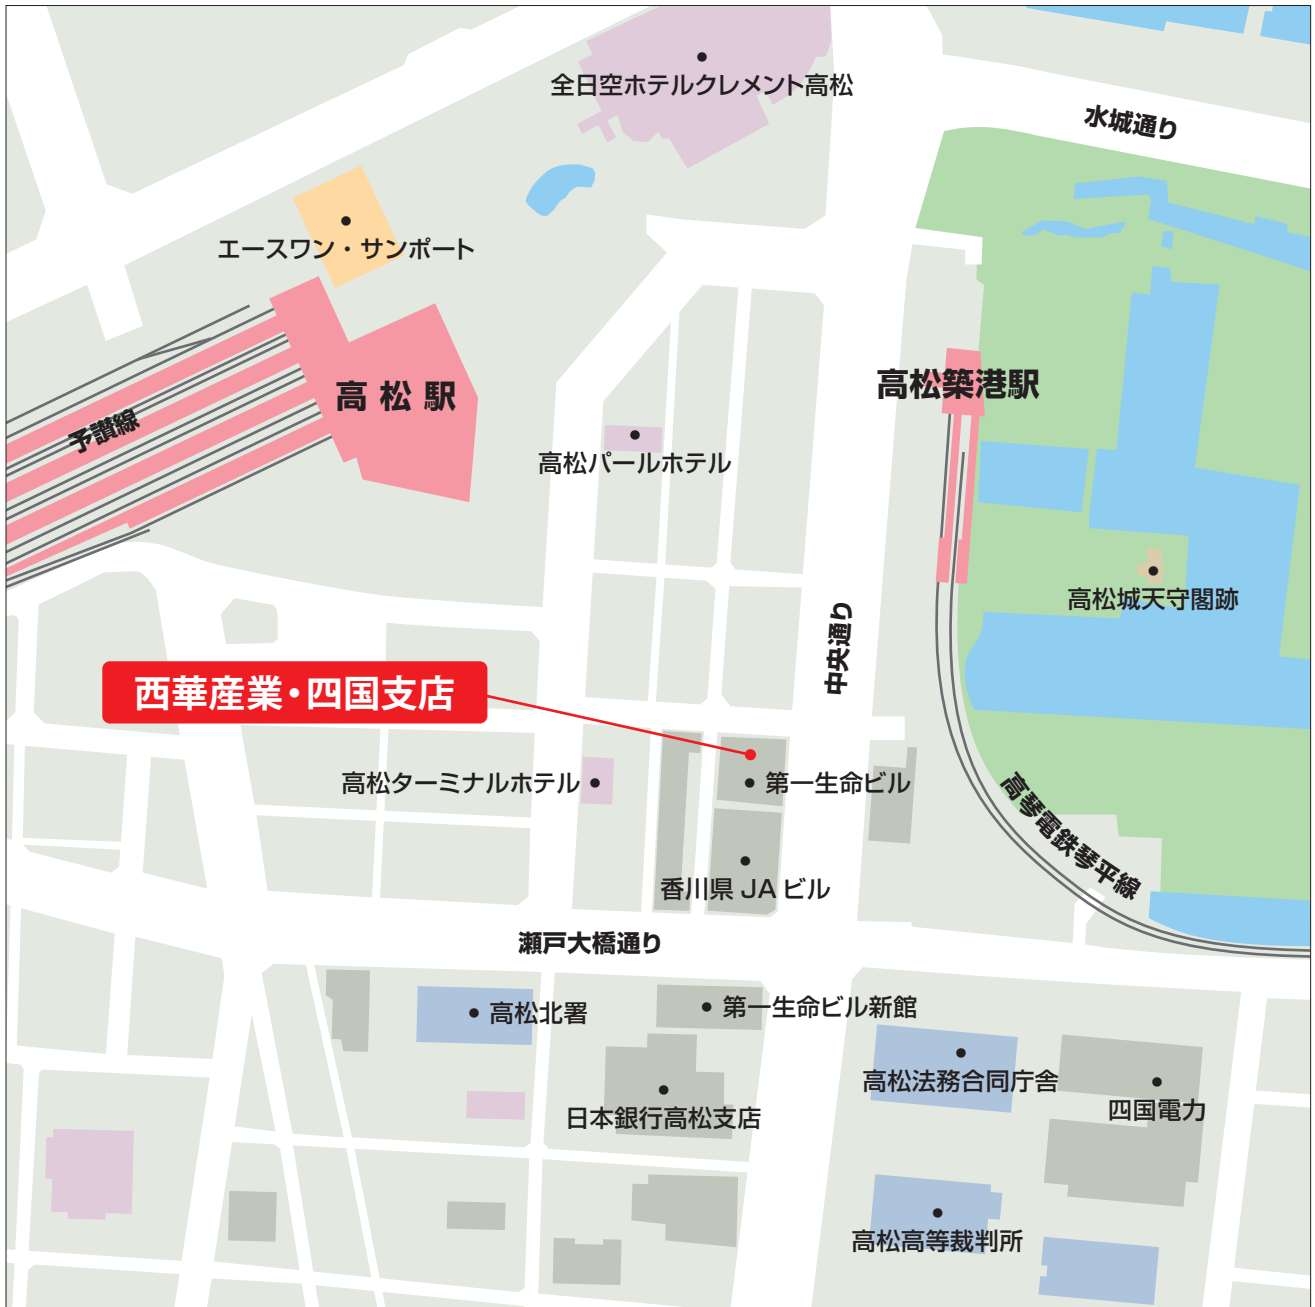 全日空ホテルクレメント高松
水城通り
エースワン・サンポート
高松駅
高松築港駅
予讃線
高松パールホテル
高松城天守閣跡
中央通り
西華産業・四国支店
高松ターミナルホテル
第一生命ビル
高琴電鉄琴平線
香川県 JA ビル
瀬戸大橋通り
高松北署
第一生命ビル新館
高松法務合同庁舎
日本銀行高松支店
四国電力
高松高等裁判所